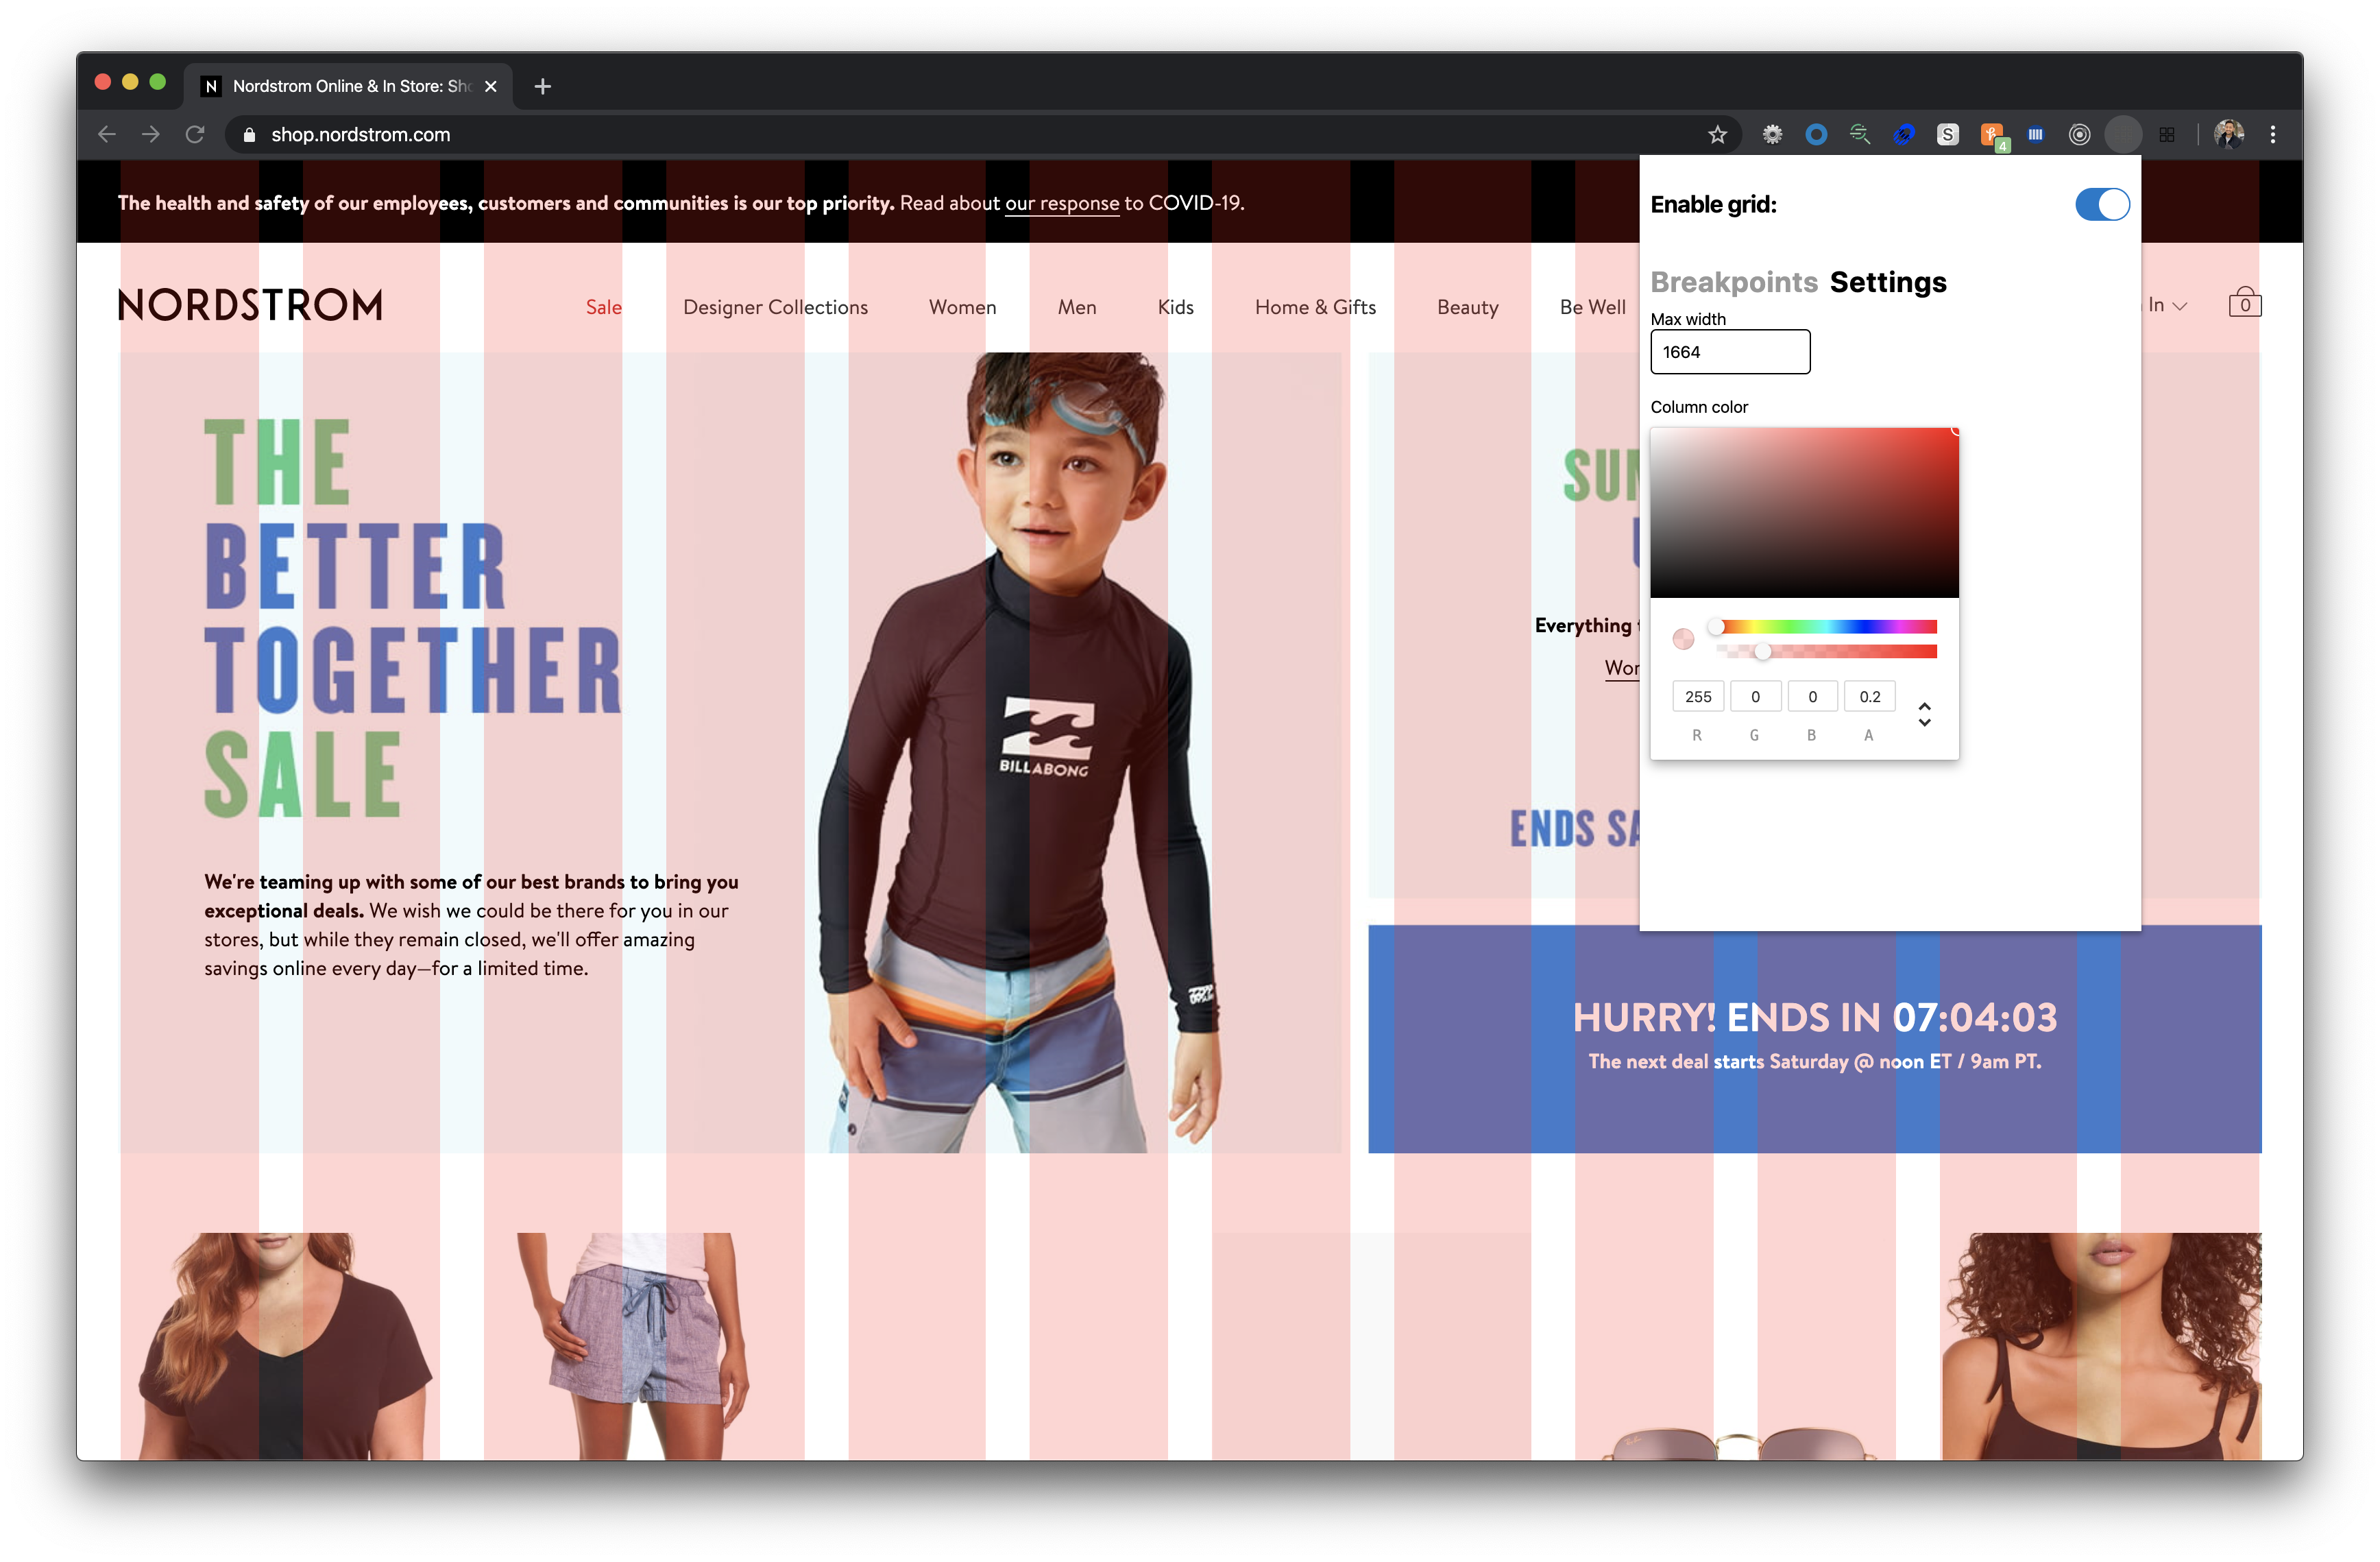 N Nordstrom Online & In Store: Sho
shop.nordstrom.com
S
4
The health and safety of our employees, customers and communities is our top priority. Read about our response to COVID-19.
Enable grid:
Breakpoints Settings
Max width
1664
Column color
255 0 0 0.2
R G B A
NORDSTROM
Sale Designer Collections Women Men Kids Home & Gifts Beauty Be Well In 0
THE
BETTER
TOGETHER
SALE
We're teaming up with some of our best brands to bring you
exceptional deals. We wish we could be there for you in our
stores, but while they remain closed, we'll offer amazing
savings online every day—for a limited time.
BILLABONG
Everything
HURRY! ENDS IN 07:04:03
The next deal starts Saturday @ noon ET / 9am PT.
ENDS